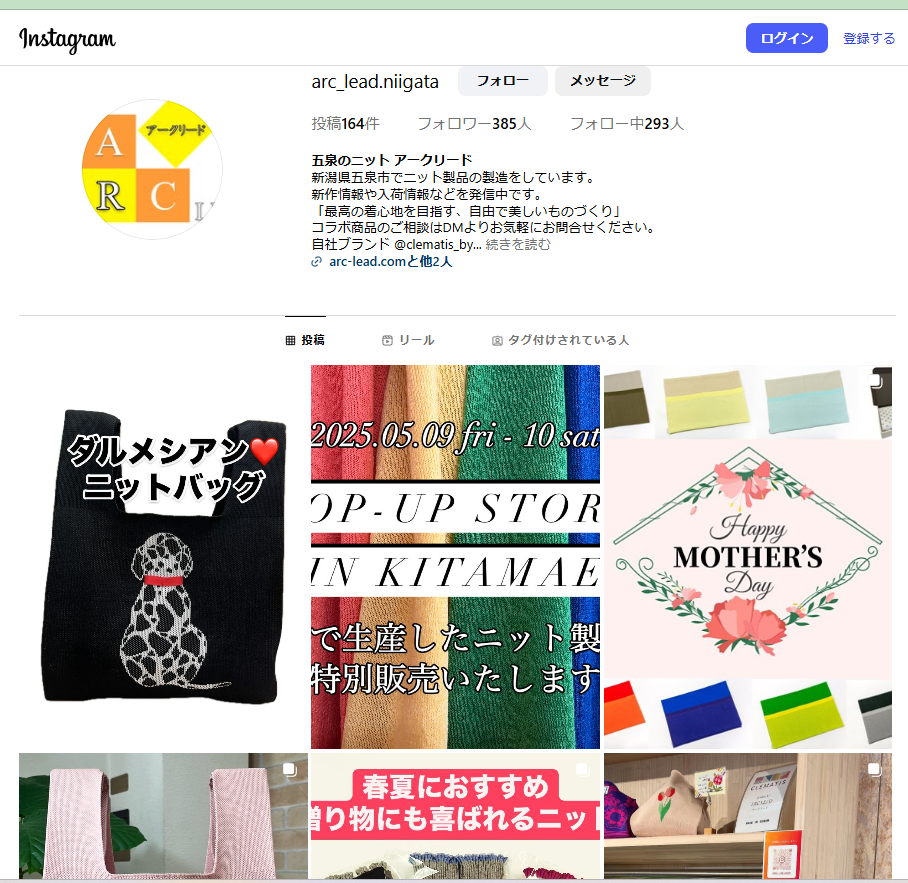 Instagram
ログイン
登録する
arc_lead.niigata
フォロー
メッセージ
投稿164件
フォロワー385人
フォロー中293人
A
アークリード
R
C
五泉のニット アークリード
新潟県五泉市でニット製品の製造をしています。
新作情報や入荷情報などを発信中です。
「最高の着心地を目指す、自由で美しいものづくり」
コラボ商品のご相談はDMよりお気軽にお問合せください。
自社ブランド @clematis_by... 続きを読む
arc-lead.comと他2人
投稿
リール
タグ付けされている人
ダルメシアン❤️
ニットバッグ
2025.05.09 fri - 10 sat
OP-UP STOR
IN KITAMAE
で生産したニット製
特別販売いたします
Happy
MOTHER'S
Day
春夏におすすめ
贈り物にも喜ばれるニット
CLEMATIS